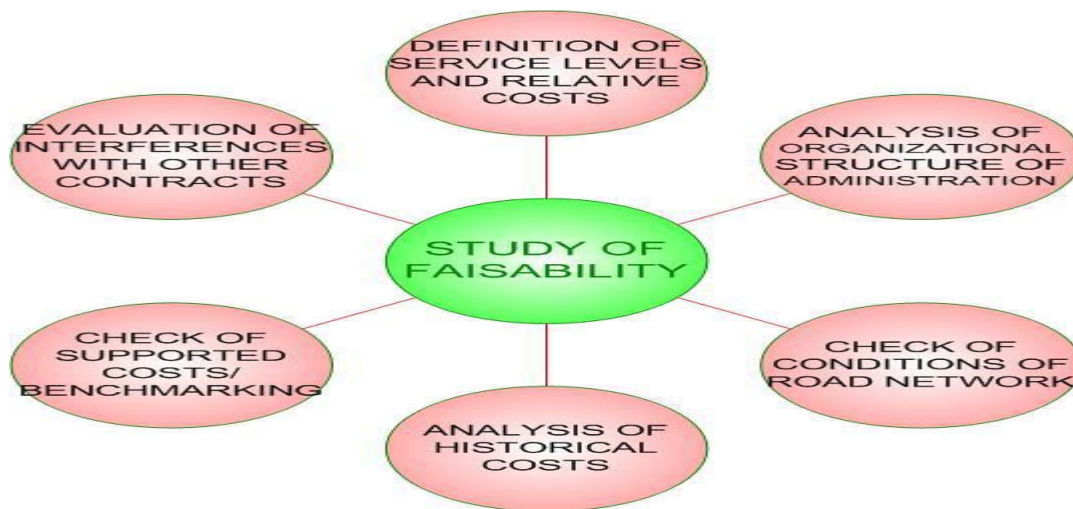 DEFINITION OF
SERVICE LEVELS
AND RELATIVE
COSTS
EVALUATION OF
INTERFERENCES
WITH OTHER
CONTRACTS
ANALYSIS OF
ORGANIZATIONAL
STRUCTURE OF
ADMINISTRATION
STUDY OF
FAISABILITY
CHECK OF
SUPPORTED
COSTS/
BENCHMARKING
CHECK OF
CONDITIONS OF
ROAD NETWORK
ANALYSIS OF
HISTORICAL
COSTS